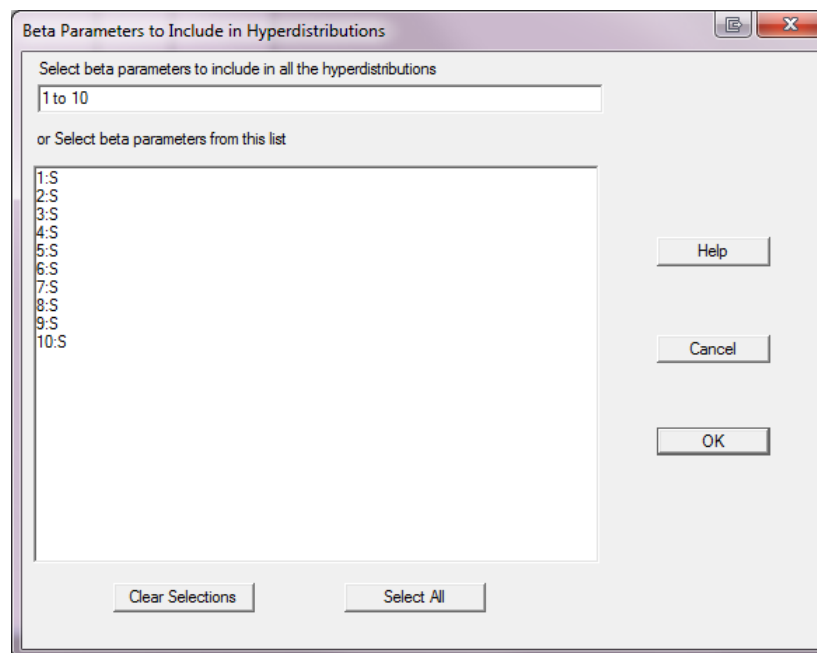 Beta Parameters to Include in Hyperdistributions
Select beta parameters to include in all the hyperdistributions
1 to 10
or Select beta parameters from this list
1:S
2:S
3:S
4:S
5:S
6:S
7:S
8:S
9:S
10:S
Help
Cancel
OK
Clear Selections
Select All